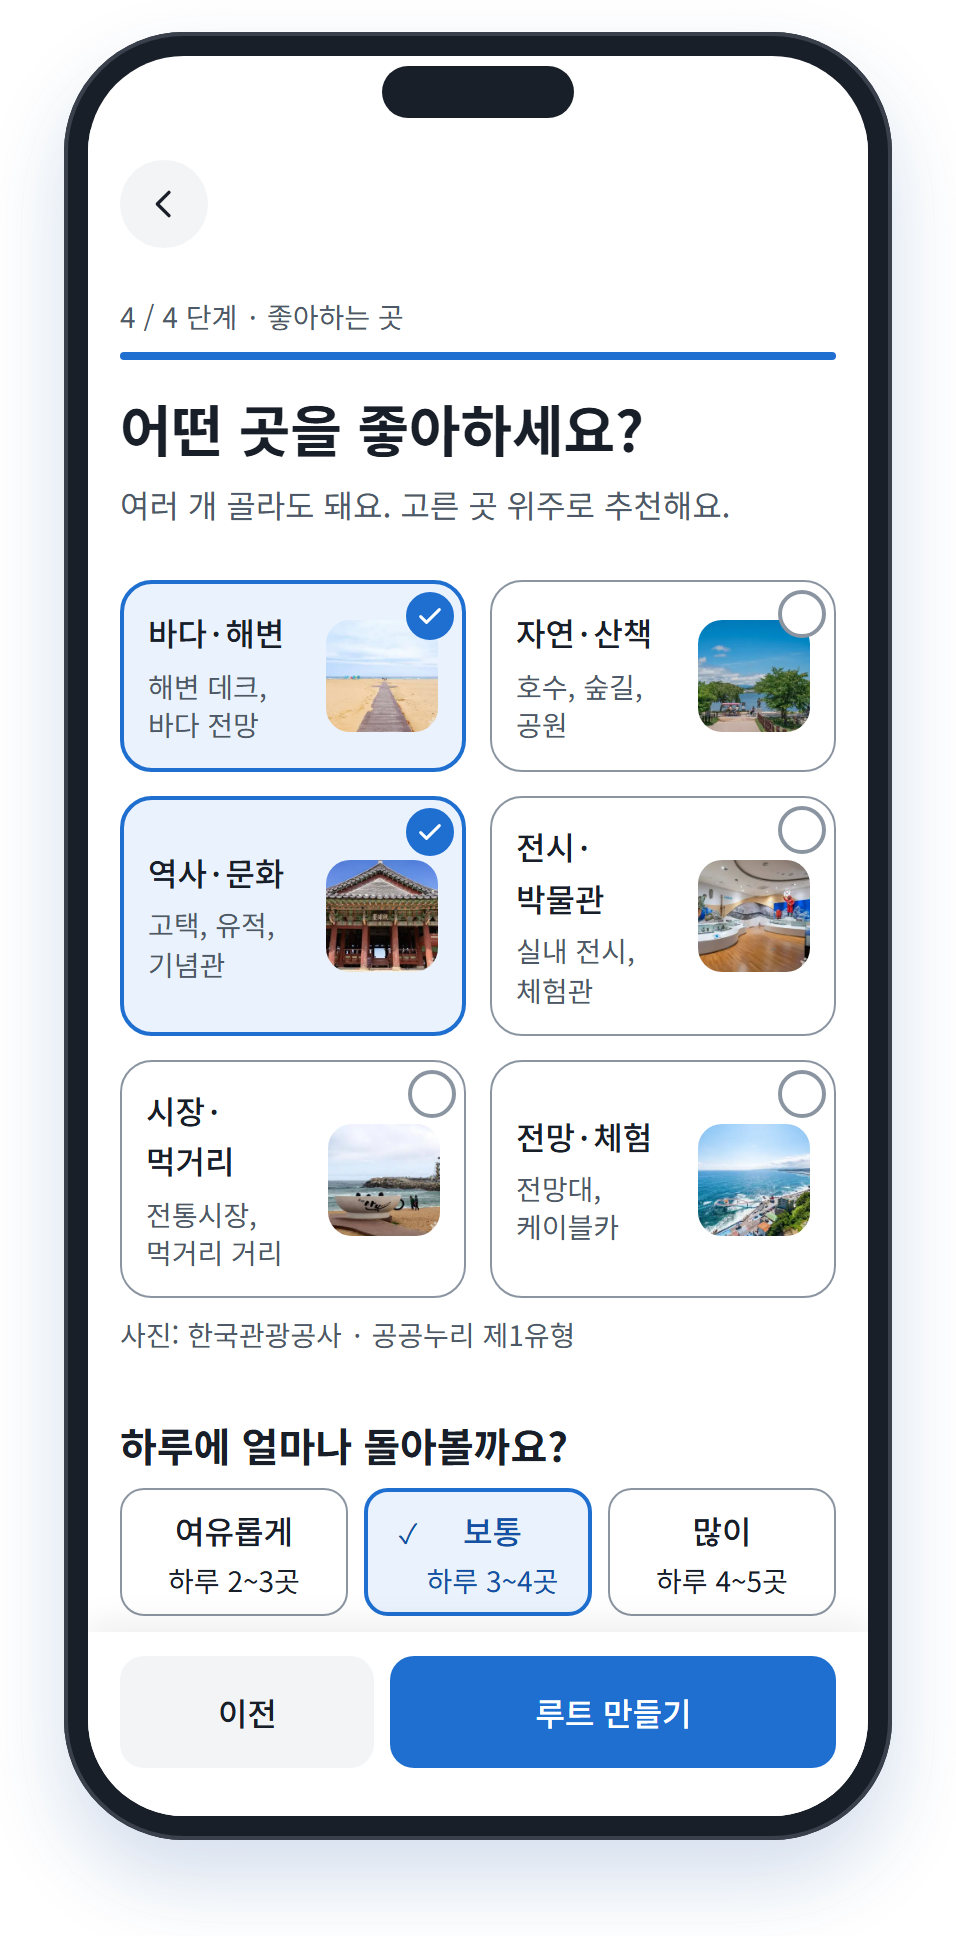 4 / 4 단계 · 좋아하는 곳
어떤 곳을 좋아하세요?
여러 개 골라도 돼요. 고른 곳 위주로 추천해요.
바다·해변
해변 데크,
바다 전망
자연·산책
호수, 숲길,
공원
역사·문화
고택, 유적,
기념관
전시·
박물관
실내 전시,
체험관
시장·
먹거리
전통시장,
먹거리 거리
전망·체험
전망대,
케이블카
사진: 한국관광공사 · 공공누리 제1유형
하루에 얼마나 돌아볼까요?
여유롭게
하루 2~3곳
✓ 보통
하루 3~4곳
많이
하루 4~5곳
이전
루트 만들기